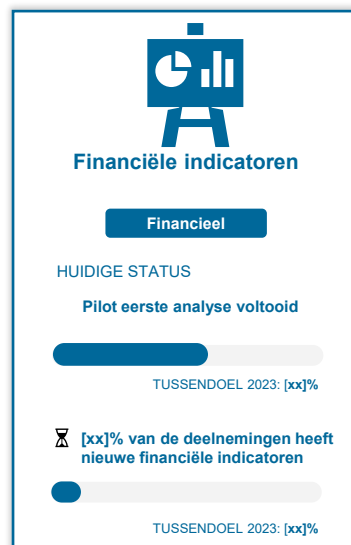 Financiële indicatoren
Financieel
HUIDIGE STATUS
Pilot eerste analyse voltooid
TUSSENDOEL 2023: [xx]%
[xx]% van de deelnemingen heeft
nieuwe financiële indicatoren
TUSSENDOEL 2023: [xx]%